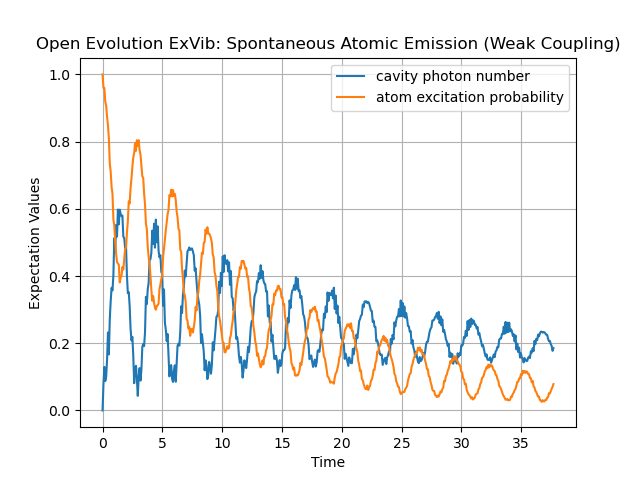 Open Evolution ExVib: Spontaneous Atomic Emission (Weak Coupling)
cavity photon number
atom excitation probability
Expectation Values
1.0
0.8
0.6
0.4
0.2
0.0
0 5 10 15 20 25 30 35
Time